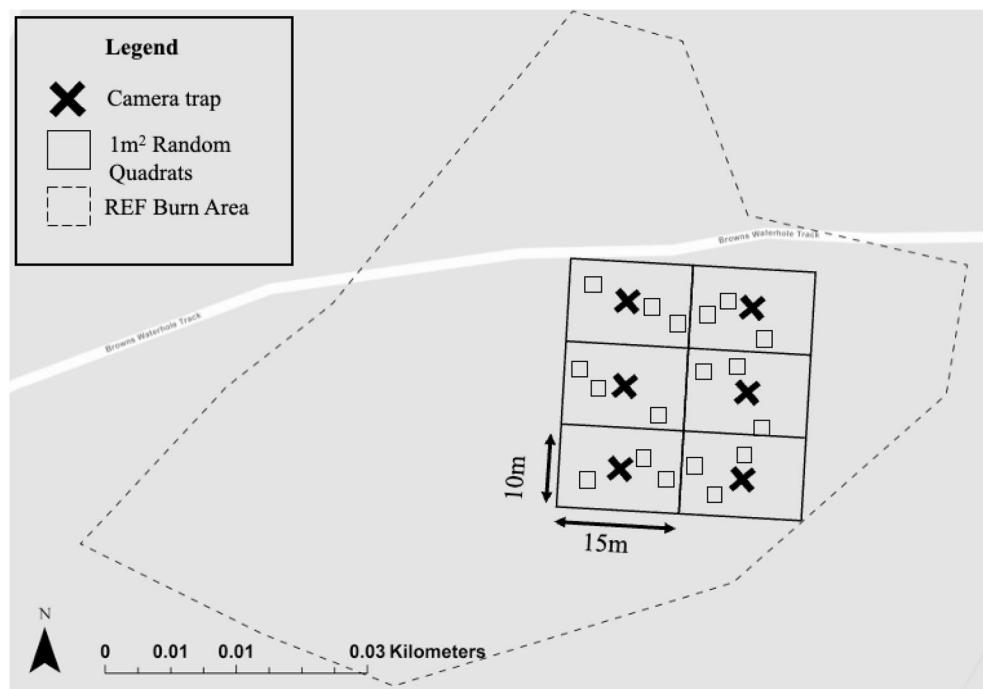 Legend
Camera trap
1m² Random
Quadrats
REF Burn Area
Browns Waterhole Track
Browns Waterhole Track
10m
15m
N
0 0.01 0.01 0.03 Kilometers